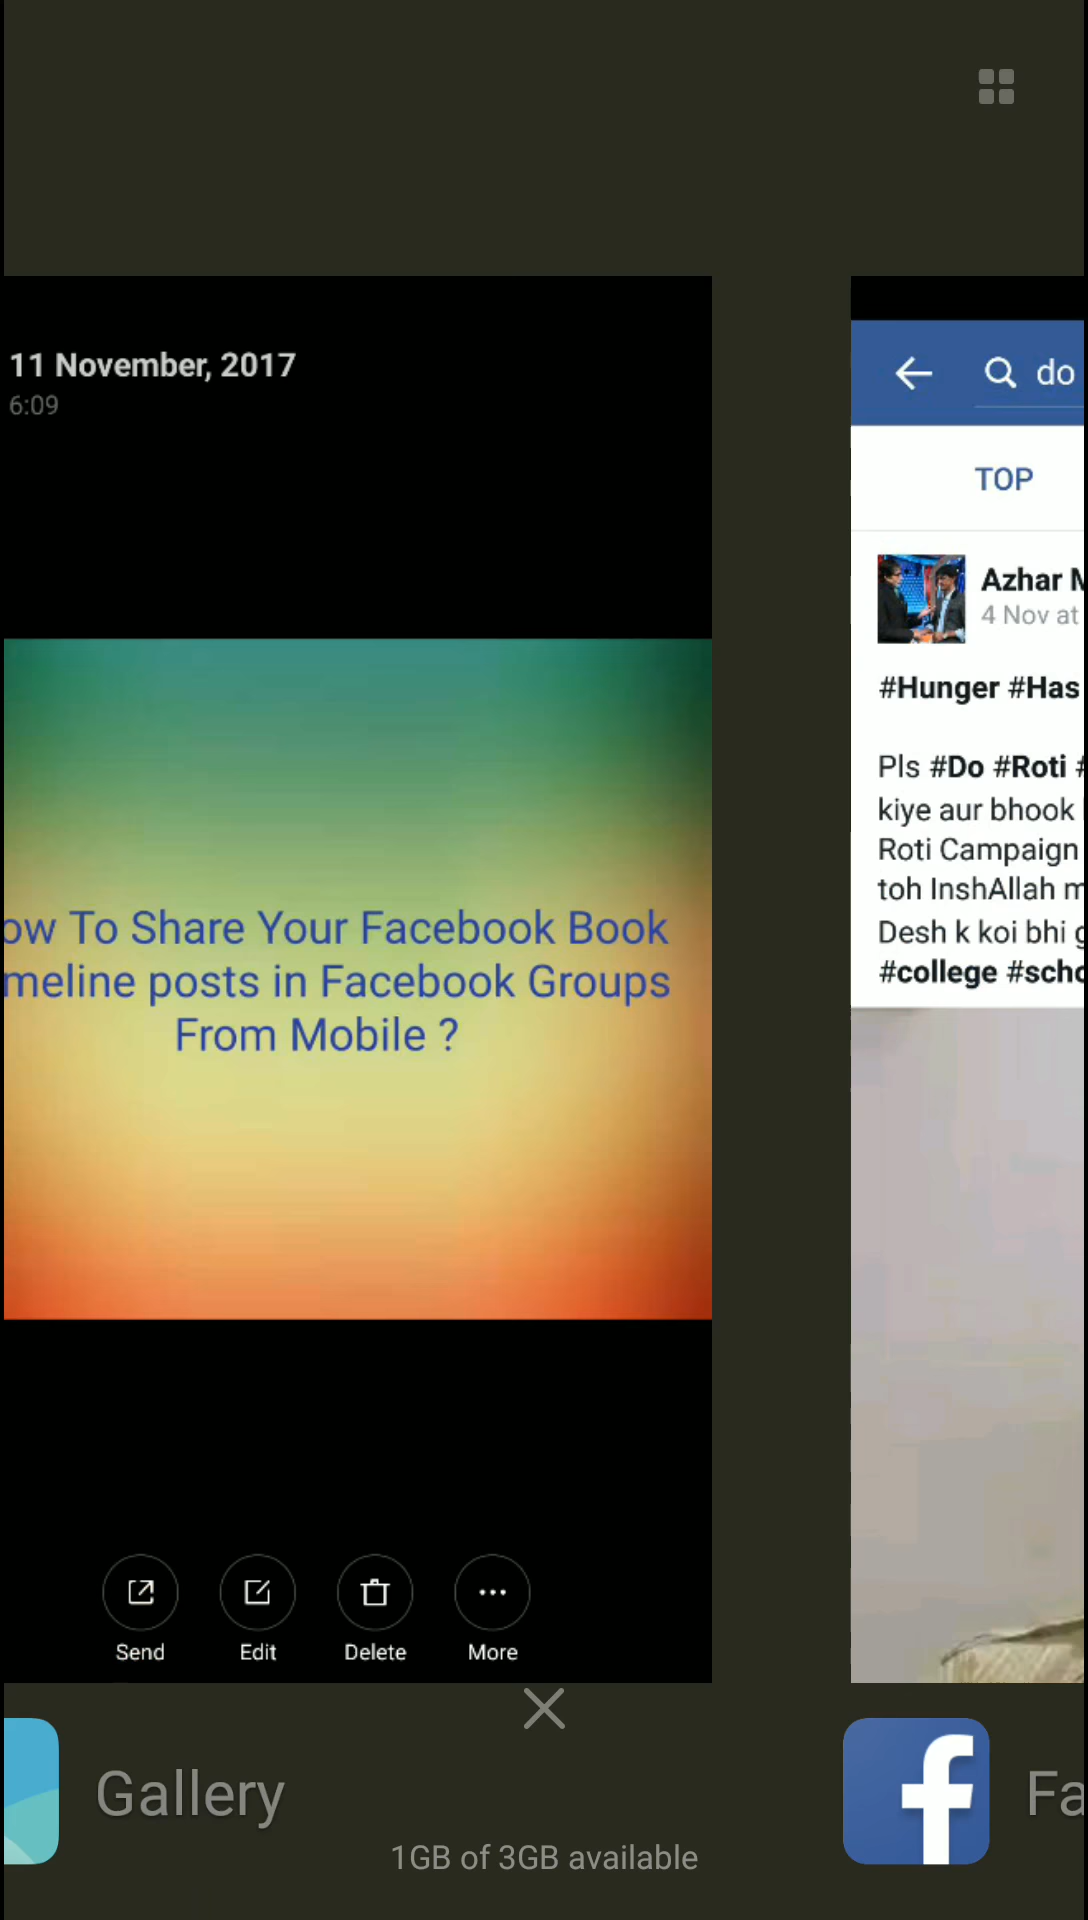 11 November, 2017
6:09
ow To Share Your Facebook Book
meline posts in Facebook Groups
From Mobile ?
Send
Edit
Delete
More
Gallery
1GB of 3GB available
do
TOP
Azhar
4 Nov at
#Hunger #Has
Pls #Do #Roti #
kiye aur bhook
Roti Campaign
toh InshAllah m
Desh k koi bhi g
#college #scho
Fa